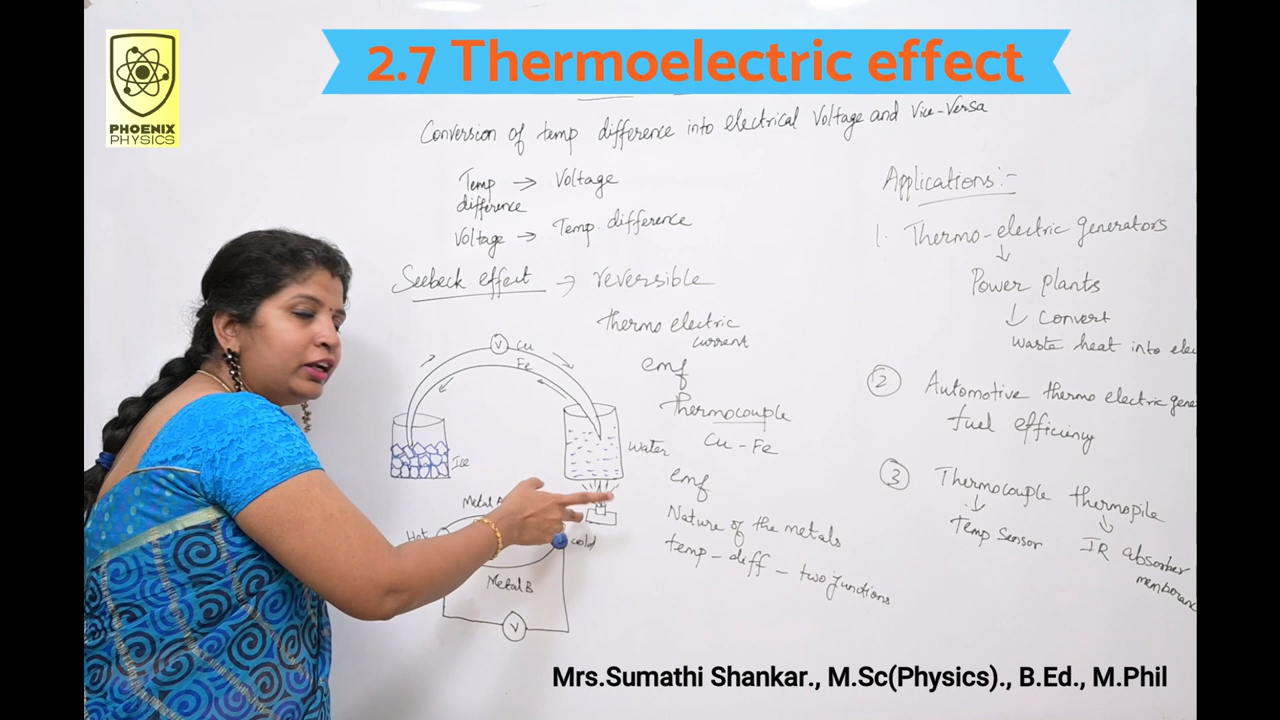 2.7 Thermoelectric effect
PHOENIX
PHYSICS
Conversion of temp difference into electrical Voltage and Vice-Versa
Temp difference → Voltage
Voltage → Temp. difference
Seebeck effect → reversible
Thermo electric
current
emf
Thermocouple
Cu - Fe
emf
Nature of the metals
temp - diff - two junctions
V
Cu
Fe
Ice
Water
Metal A
Hot
cold
Metal B
V
Applications:-
1. Thermo-electric generators
↓
Power plants
↓ Convert
waste heat into elec
2 Automotive thermo electric gene
fuel efficiency
3 Thermocouple thermopile
↓
Temp Sensor
↓
IR absorber
membrane
Mrs.Sumathi Shankar., M.Sc(Physics)., B.Ed., M.Phil